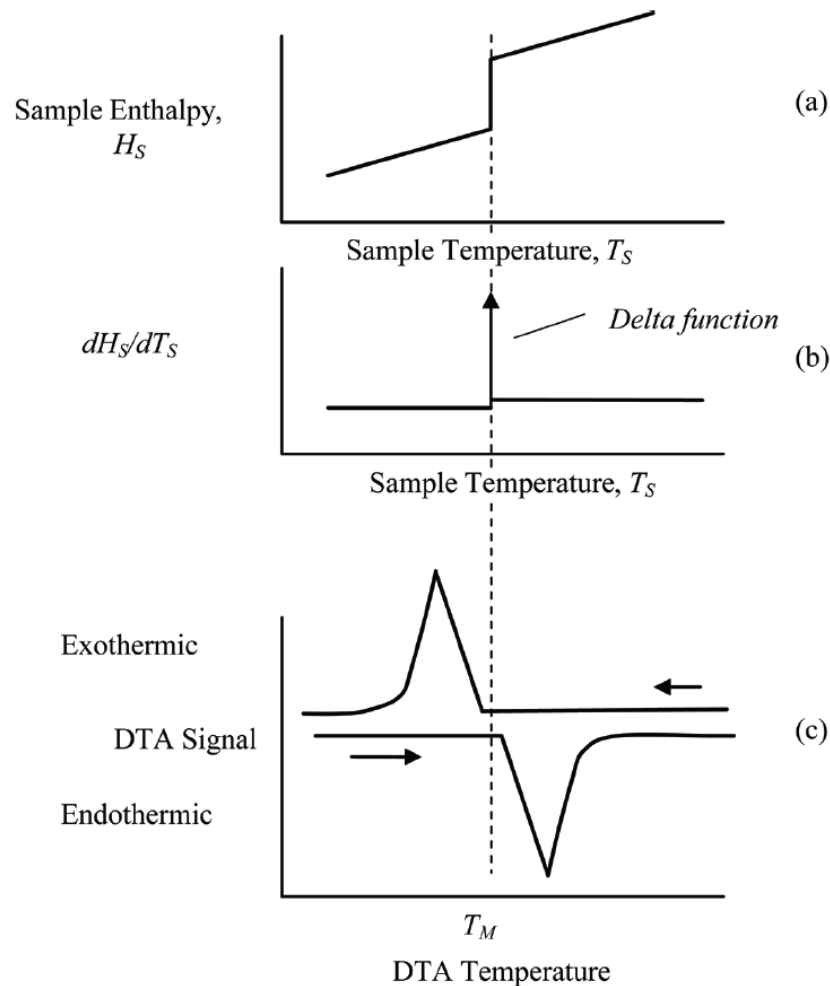 Sample Enthalpy,
H_S
(a)
Sample Temperature, T_S
Delta function
dH_S/dT_S
(b)
Sample Temperature, T_S
Exothermic
DTA Signal
(c)
Endothermic
T_M
DTA Temperature